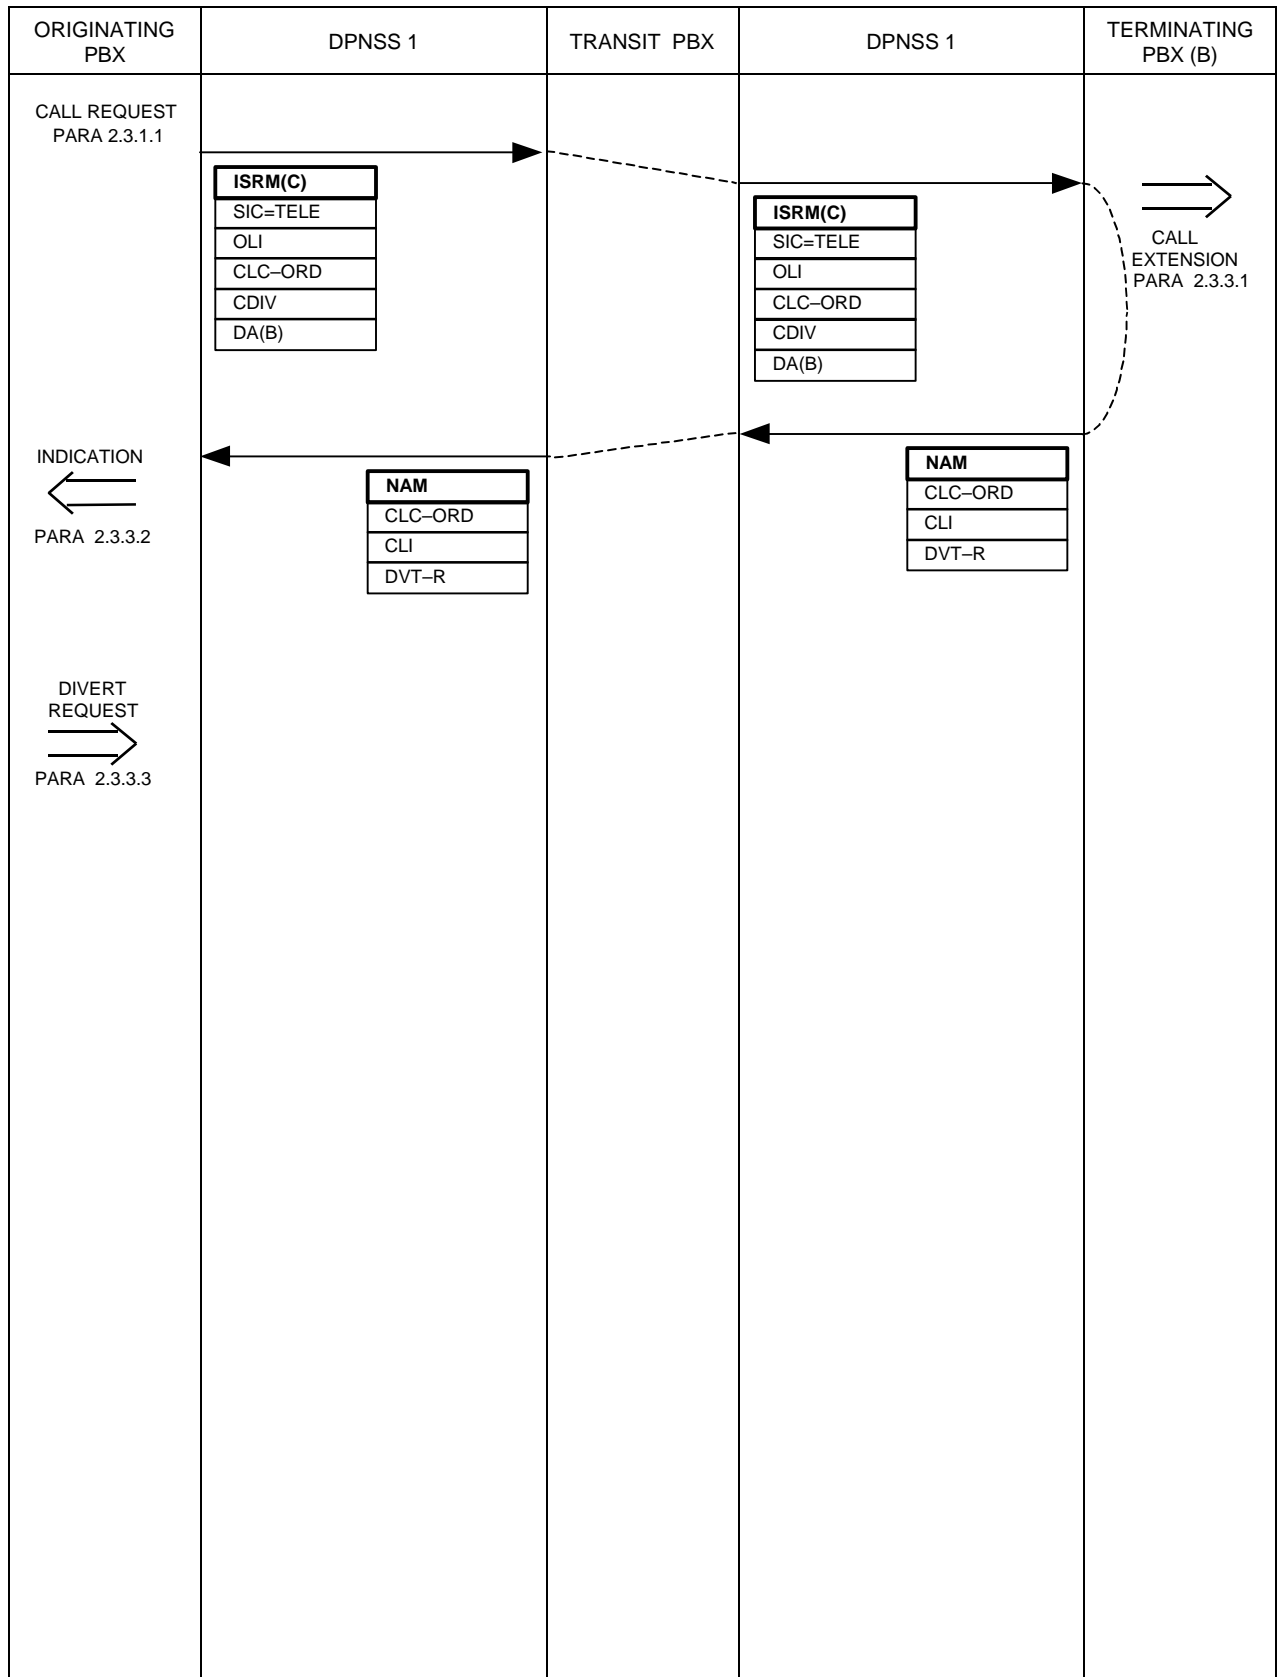 ORIGINATING
PBX
DPNSS 1
TRANSIT PBX
DPNSS 1
TERMINATING
PBX (B)
CALL REQUEST
PARA 2.3.1.1
ISRM(C)
SIC=TELE
OLI
CLC–ORD
CDIV
DA(B)
ISRM(C)
SIC=TELE
OLI
CLC–ORD
CDIV
DA(B)
CALL
EXTENSION
PARA 2.3.3.1
INDICATION
PARA 2.3.3.2
NAM
CLC–ORD
CLI
DVT–R
NAM
CLC–ORD
CLI
DVT–R
DIVERT
REQUEST
PARA 2.3.3.3